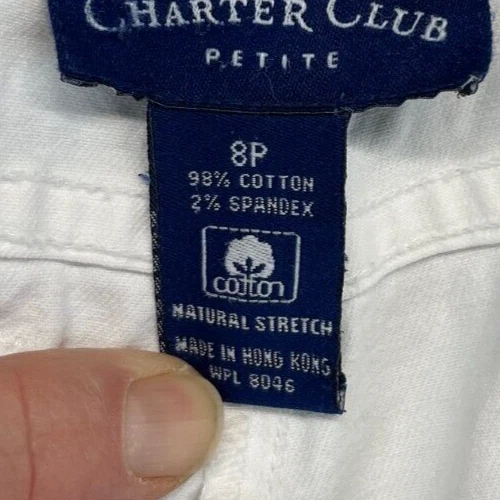 CHARTER CLUB
PETITE
8P
98% COTTON
2% SPANDEX
cotton
NATURAL STRETCH
MADE IN HONG KONG
WPL 8046